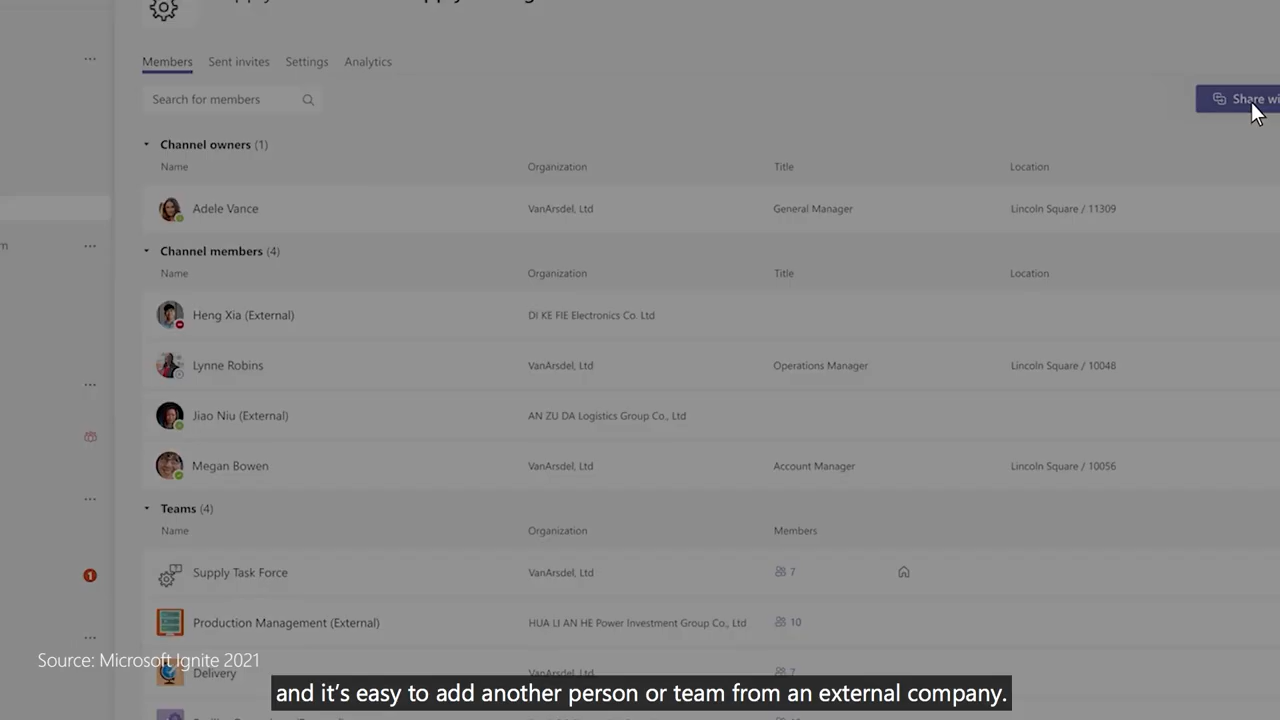 Members Sent invites Settings Analytics
Search for members
Share wi
Channel owners (1)
Name Organization Title Location
Adele Vance VanArsdel, Ltd General Manager Lincoln Square / 11309
Channel members (4)
Name Organization Title Location
Heng Xia (External) DI KE FIE Electronics Co. Ltd
Lynne Robins VanArsdel, Ltd Operations Manager Lincoln Square / 10048
Jiao Niu (External) AN ZU DA Logistics Group Co., Ltd
Megan Bowen VanArsdel, Ltd Account Manager Lincoln Square / 10056
Teams (4)
Name Organization Members
Supply Task Force VanArsdel, Ltd 7
1
Production Management (External) HUA LI AN HE Power Investment Group Co., Ltd 10
Source: Microsoft Ignite 2021
Delivery VanArsdel, Ltd 7
and it's easy to add another person or team from an external company.